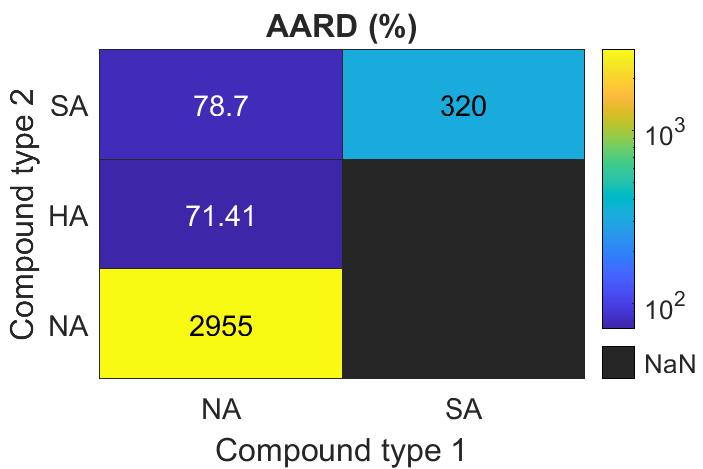 AARD (%)
Compound type 2
SA
78.7
320
HA
71.41
NA
2955
NA
SA
Compound type 1
10³
10²
NaN